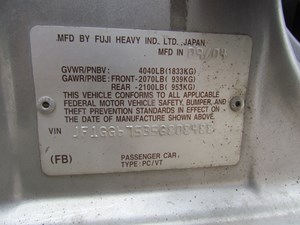 MFD BY FUJI HEAVY IND. LTD., JAPAN
MFD IN
GVWR/PNBV: 4040LB(1833KG)
GAWR/PNBE: FRONT-2070LB( 939KG)
REAR -2100LB( 953KG)
THIS VEHICLE CONFORMS TO ALL APPLICABLE
FEDERAL MOTOR VEHICLE SAFETY, BUMPER, AND
THEFT PREVENTION STANDARDS IN EFFECT ON
THE DATE OF MANUFACTURE SHOWN ABOVE.
(FB)
PASSENGER CAR,
TYPE: PC/VT